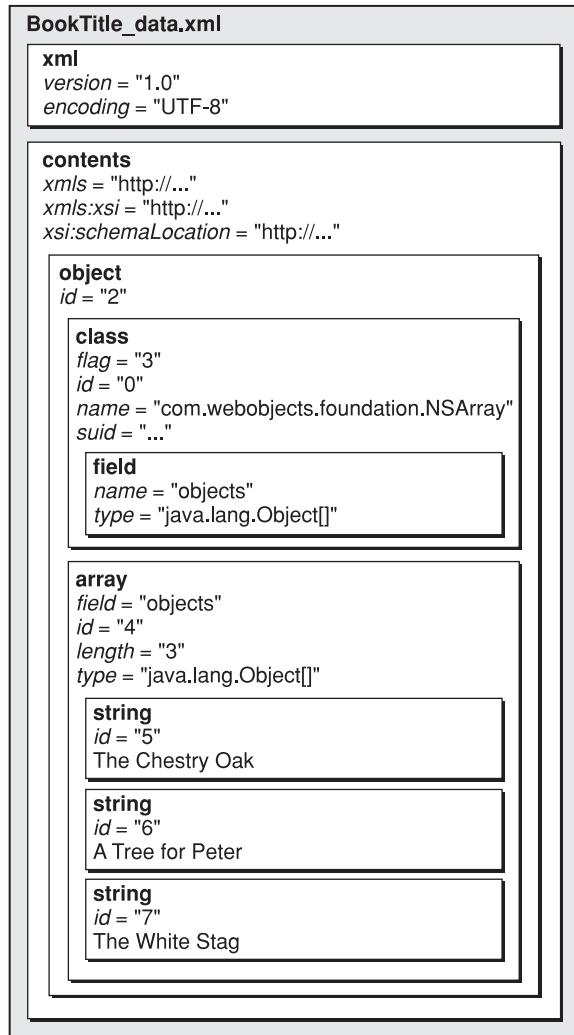 BookTitle_data.xml
xml
version = "1.0"
encoding = "UTF-8"
contents
xmls = "http://..."
xmls:xsi = "http://..."
xsi:schemaLocation = "http://..."
object
id = "2"
class
flag = "3"
id = "0"
name = "com.webobjects.foundation.NSArray"
suid = "..."
field
name = "objects"
type = "java.lang.Object[]"
array
field = "objects"
id = "4"
length = "3"
type = "java.lang.Object[]"
string
id = "5"
The Chestry Oak
string
id = "6"
A Tree for Peter
string
id = "7"
The White Stag